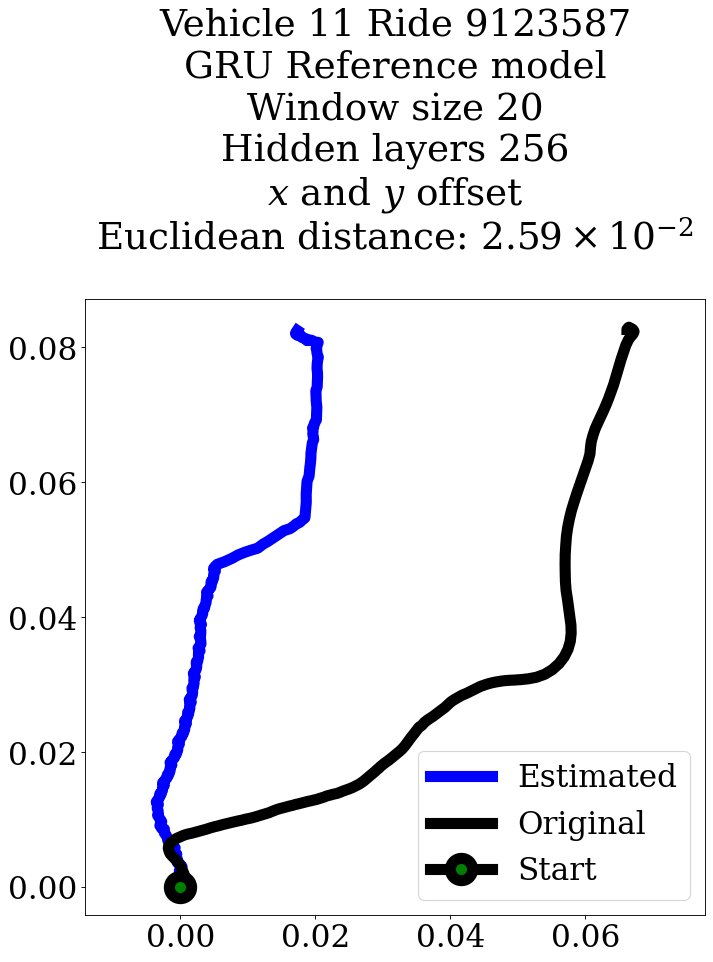 Vehicle 11 Ride 9123587
GRU Reference model
Window size 20
Hidden layers 256
x and y offset
Euclidean distance: 2.59 × 10⁻²
0.08
0.06
0.04
0.02
0.00
Estimated
Original
Start
0.00 0.02 0.04 0.06